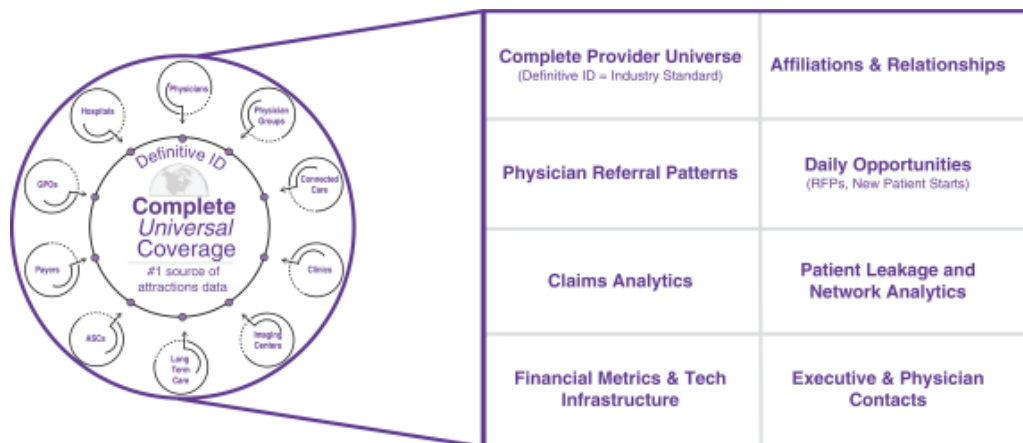 Physicians
Physician
Groups
Connected
Care
Clinics
Imaging
Centers
Long
Term
Care
ASCs
Payers
GPOs
Hospitals
Definitive ID
Complete
Universal
Coverage
#1 source of
attractions data
Complete Provider Universe
(Definitive ID = Industry Standard)
Affiliations & Relationships
Physician Referral Patterns
Daily Opportunities
(RFPs, New Patient Starts)
Claims Analytics
Patient Leakage and
Network Analytics
Financial Metrics & Tech
Infrastructure
Executive & Physician
Contacts